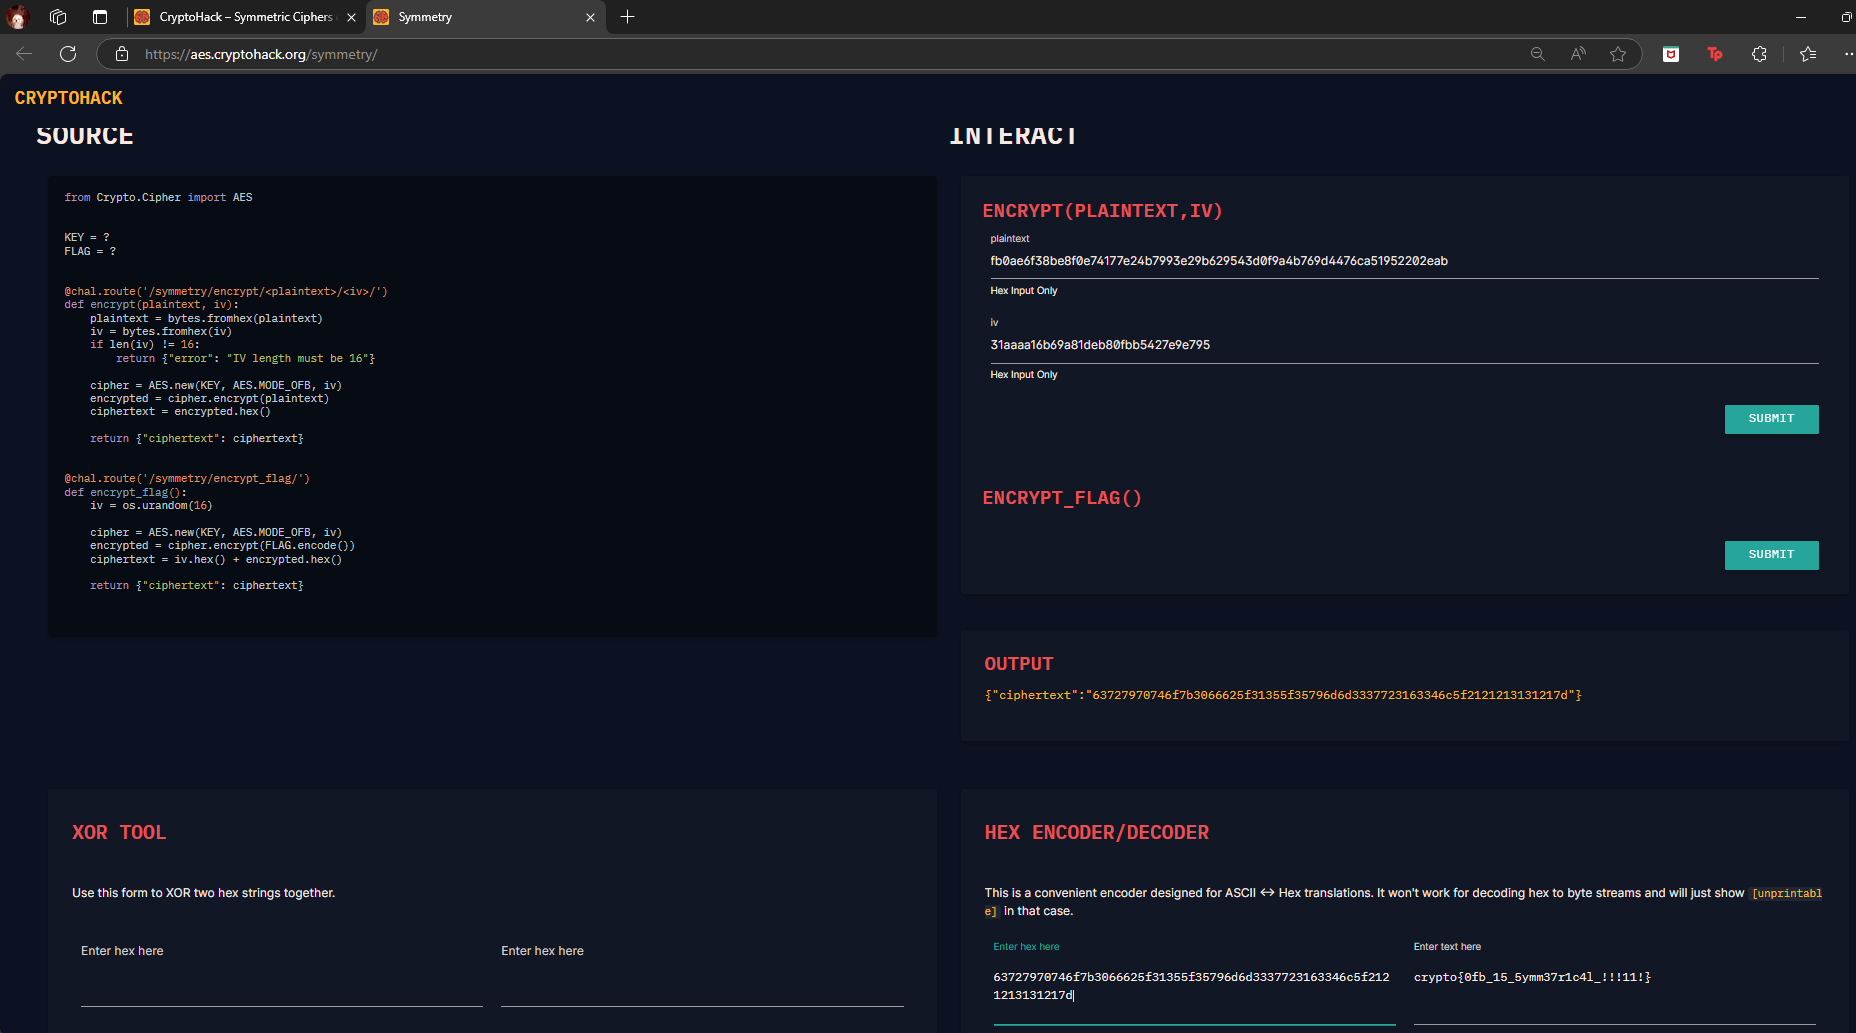 CryptoHack – Symmetric Ciphers
Symmetry
https://aes.cryptohack.org/symmetry/
Tp
CRYPTOHACK
SOURCE
INTERACT
from Crypto.Cipher import AES
KEY = ?
FLAG = ?
@chal.route('/symmetry/encrypt/<plaintext>/<iv>/')
def encrypt(plaintext, iv):
    plaintext = bytes.fromhex(plaintext)
    iv = bytes.fromhex(iv)
    if len(iv) != 16:
        return {"error": "IV length must be 16"}
    cipher = AES.new(KEY, AES.MODE_OFB, iv)
    encrypted = cipher.encrypt(plaintext)
    ciphertext = encrypted.hex()
    return {"ciphertext": ciphertext}
@chal.route('/symmetry/encrypt_flag/')
def encrypt_flag():
    iv = os.urandom(16)
    cipher = AES.new(KEY, AES.MODE_OFB, iv)
    encrypted = cipher.encrypt(FLAG.encode())
    ciphertext = iv.hex() + encrypted.hex()
    return {"ciphertext": ciphertext}
ENCRYPT(PLAINTEXT,IV)
plaintext
fb0ae6f38be8f0e74177e24b7993e29b629543d0f9a4b769d4476ca51952202eab
Hex Input Only
iv
31aaaa16b69a81deb80fbb5427e9e795
Hex Input Only
SUBMIT
ENCRYPT_FLAG()
SUBMIT
OUTPUT
{"ciphertext":"63727970746f7b3066625f31355f35796d6d3337723163346c5f2121213131217d"}
XOR TOOL
Use this form to XOR two hex strings together.
Enter hex here
Enter hex here
HEX ENCODER/DECODER
This is a convenient encoder designed for ASCII ↔ Hex translations. It won't work for decoding hex to byte streams and will just show [unprintabl
e] in that case.
Enter hex here
Enter text here
63727970746f7b3066625f31355f35796d6d3337723163346c5f212
1213131217d
crypto{0fb_15_5ymm37r1c4l_!!!11!}